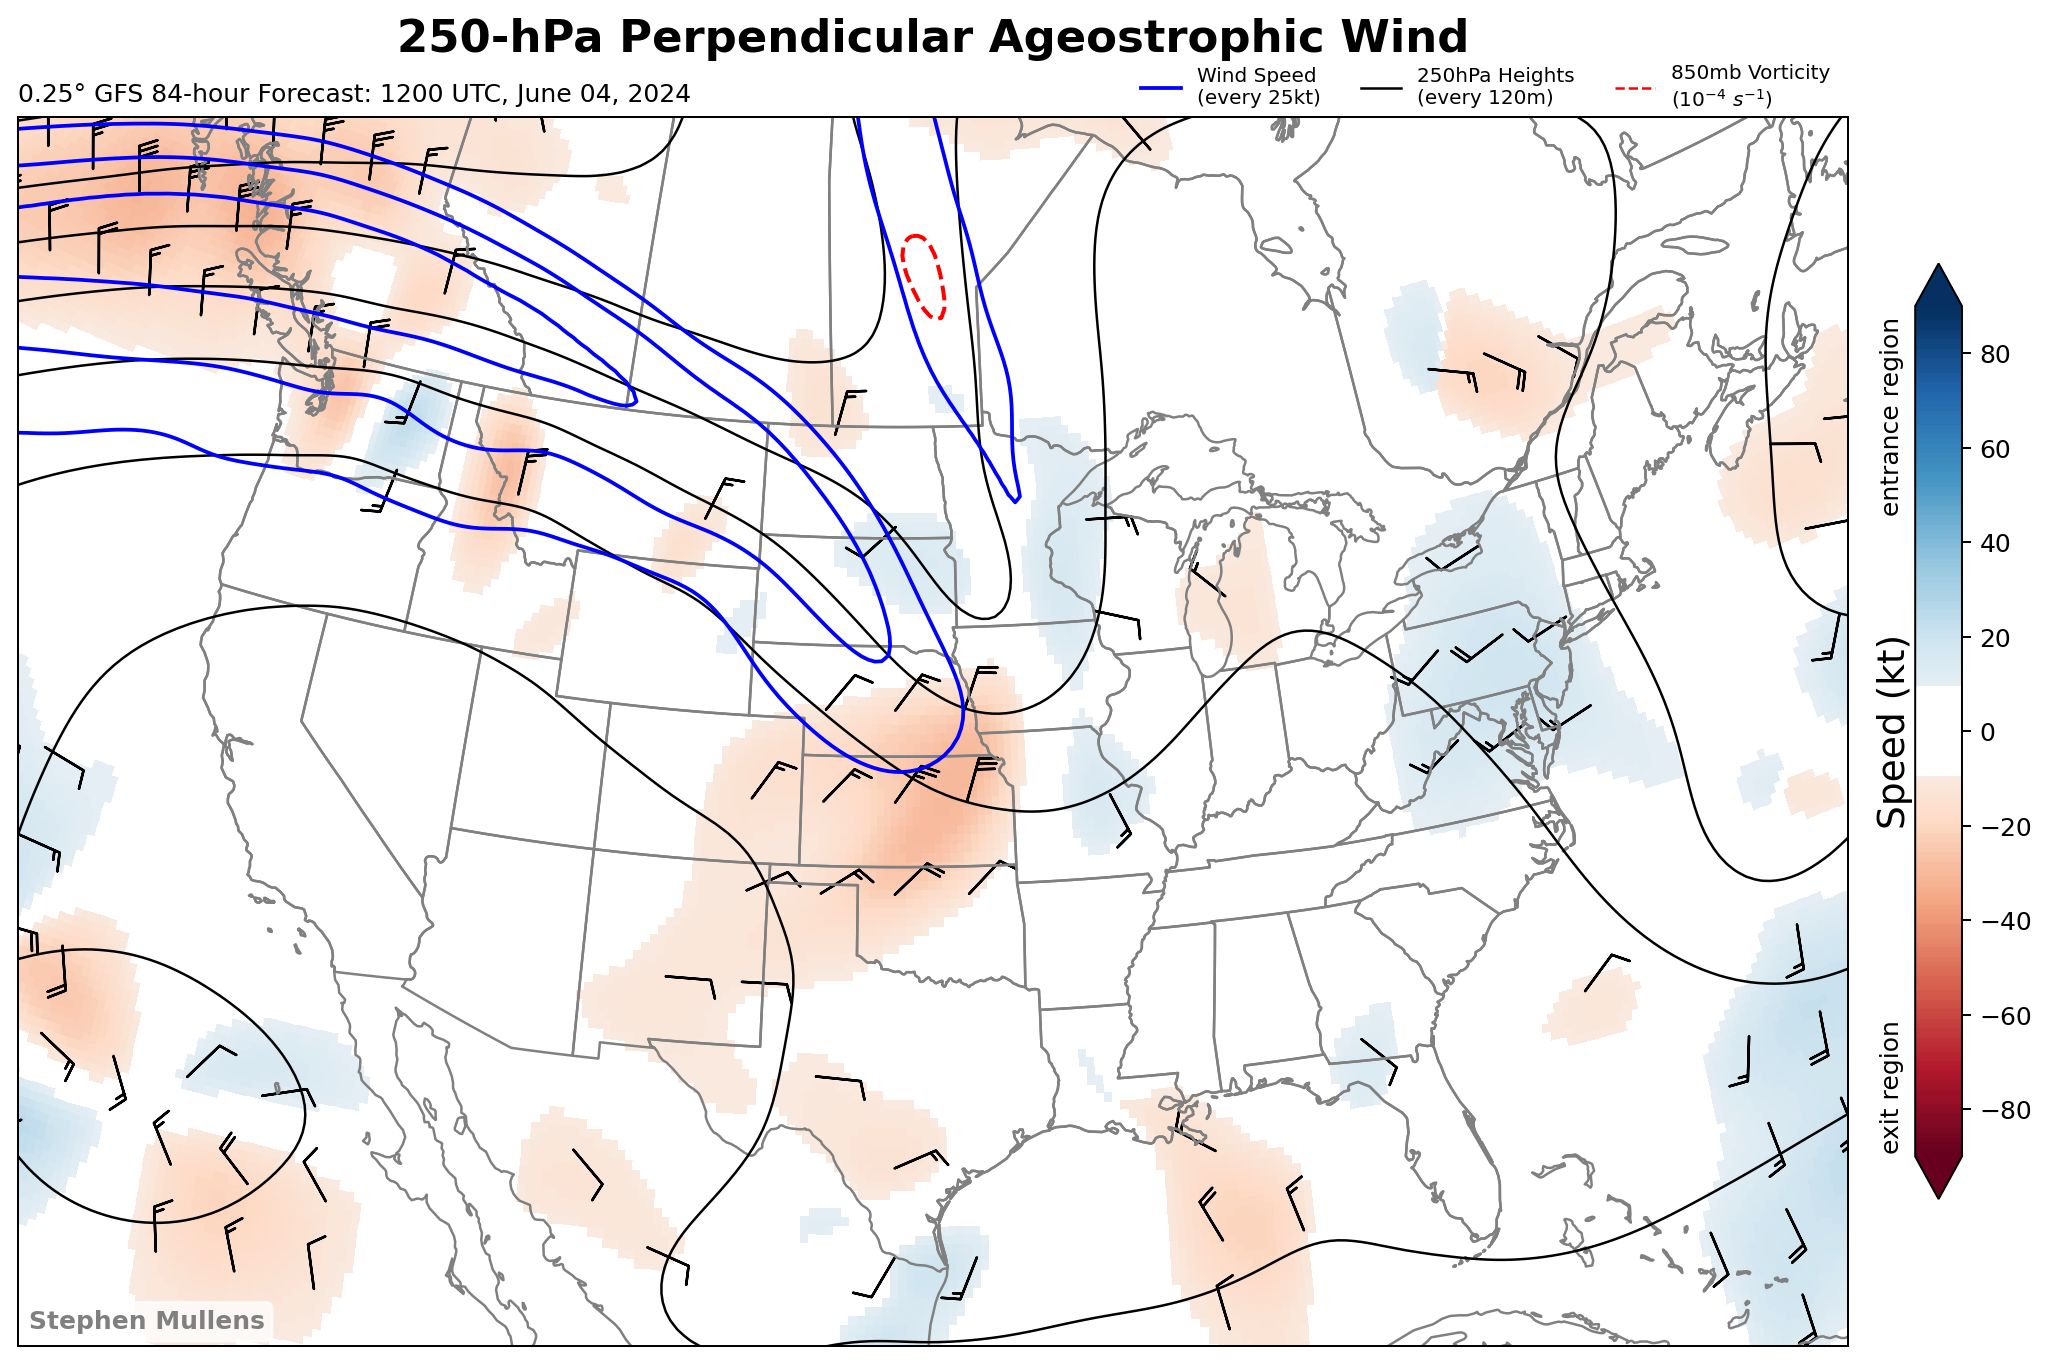 250-hPa Perpendicular Ageostrophic Wind
0.25° GFS 84-hour Forecast: 1200 UTC, June 04, 2024
Wind Speed
(every 25kt)
250hPa Heights
(every 120m)
850mb Vorticity
(10⁻⁴ s⁻¹)
entrance region
Speed (kt)
exit region
80
60
40
20
0
−20
−40
−60
−80
Stephen Mullens